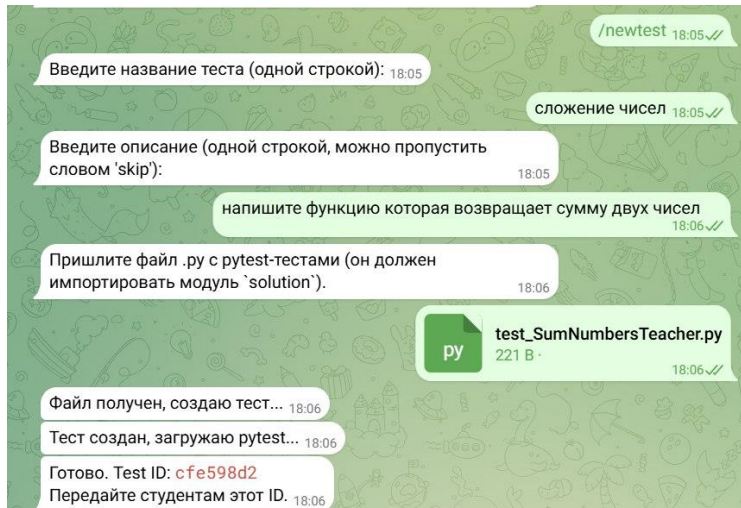 /newtest 18:05
Введите название теста (одной строкой): 18:05
сложение чисел 18:05
Введите описание (одной строкой, можно пропустить
словом 'skip'): 18:05
напишите функцию которая возвращает сумму двух чисел
18:06
Пришлите файл .py с pytest-тестами (он должен
импортировать модуль `solution`). 18:06
py
test_SumNumbersTeacher.py
221 B ·
18:06
Файл получен, создаю тест... 18:06
Тест создан, загружаю pytest... 18:06
Готово. Test ID: cfe598d2
Передайте студентам этот ID. 18:06